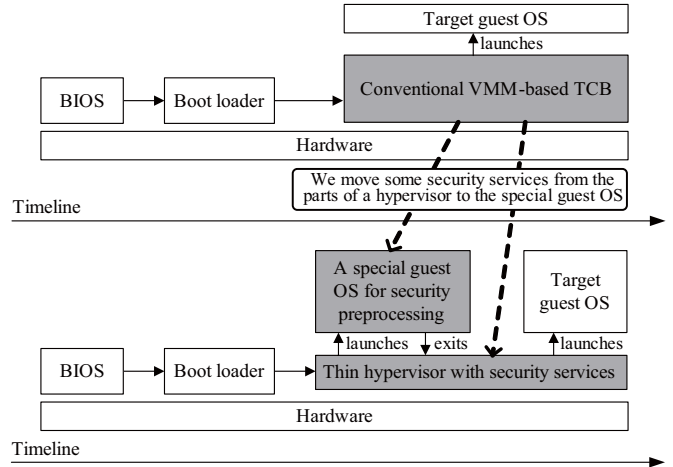 Target guest OS
launches
Conventional VMM-based TCB
BIOS
Boot loader
Hardware
We move some security services from the
parts of a hypervisor to the special guest OS
Timeline
A special guest
OS for security
preprocessing
Target
guest OS
launches
exits
launches
BIOS
Boot loader
Thin hypervisor with security services
Hardware
Timeline